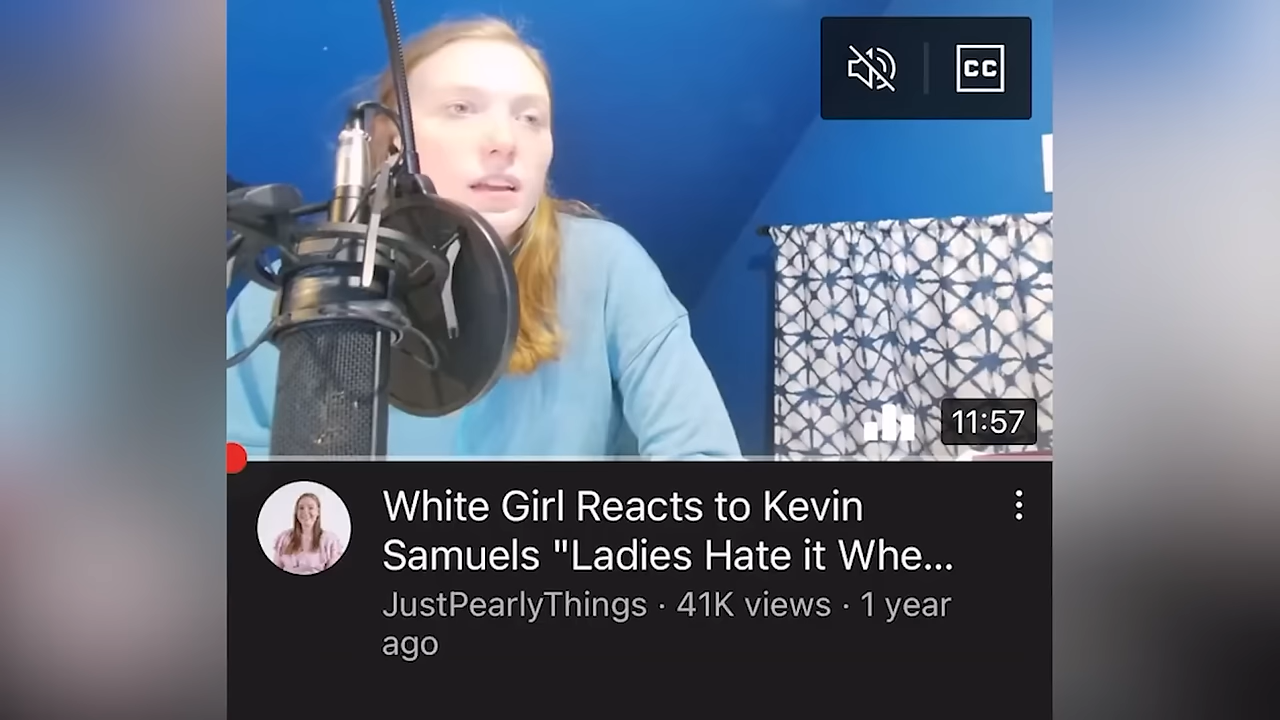 CC
11:57
White Girl Reacts to Kevin
Samuels "Ladies Hate it Whe...
JustPearlyThings · 41K views · 1 year
ago